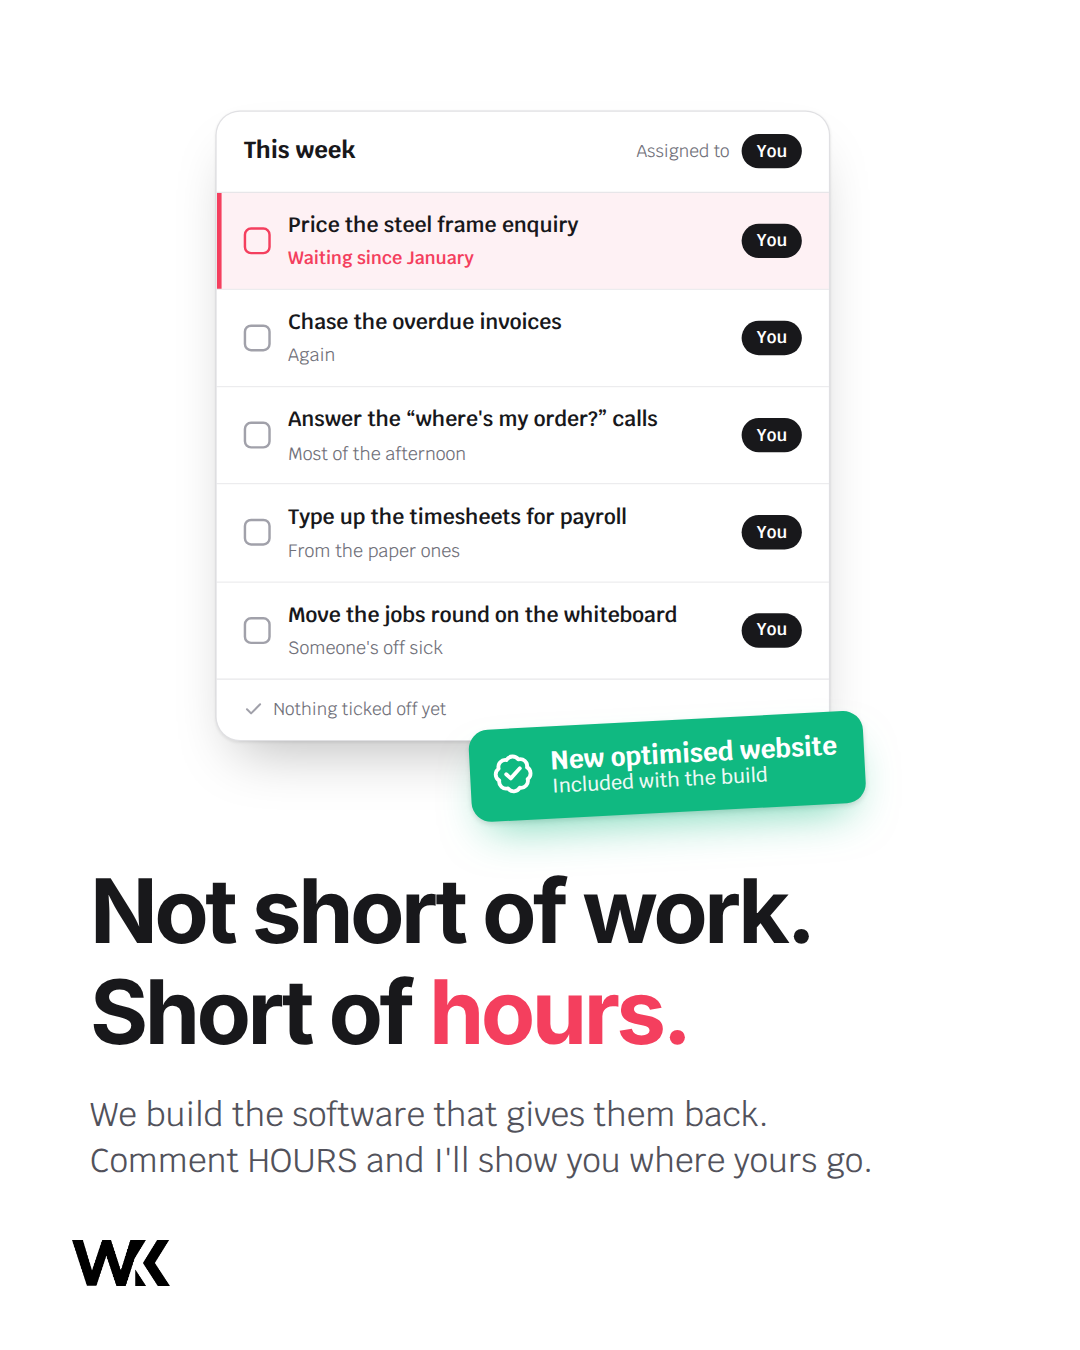 This week
Assigned to You
Price the steel frame enquiry
Waiting since January
You
Chase the overdue invoices
Again
You
Answer the “where's my order?” calls
Most of the afternoon
You
Type up the timesheets for payroll
From the paper ones
You
Move the jobs round on the whiteboard
Someone's off sick
You
Nothing ticked off yet
New optimised website
Included with the build
Not short of work.
Short of hours.
We build the software that gives them back.
Comment HOURS and I'll show you where yours go.
WK